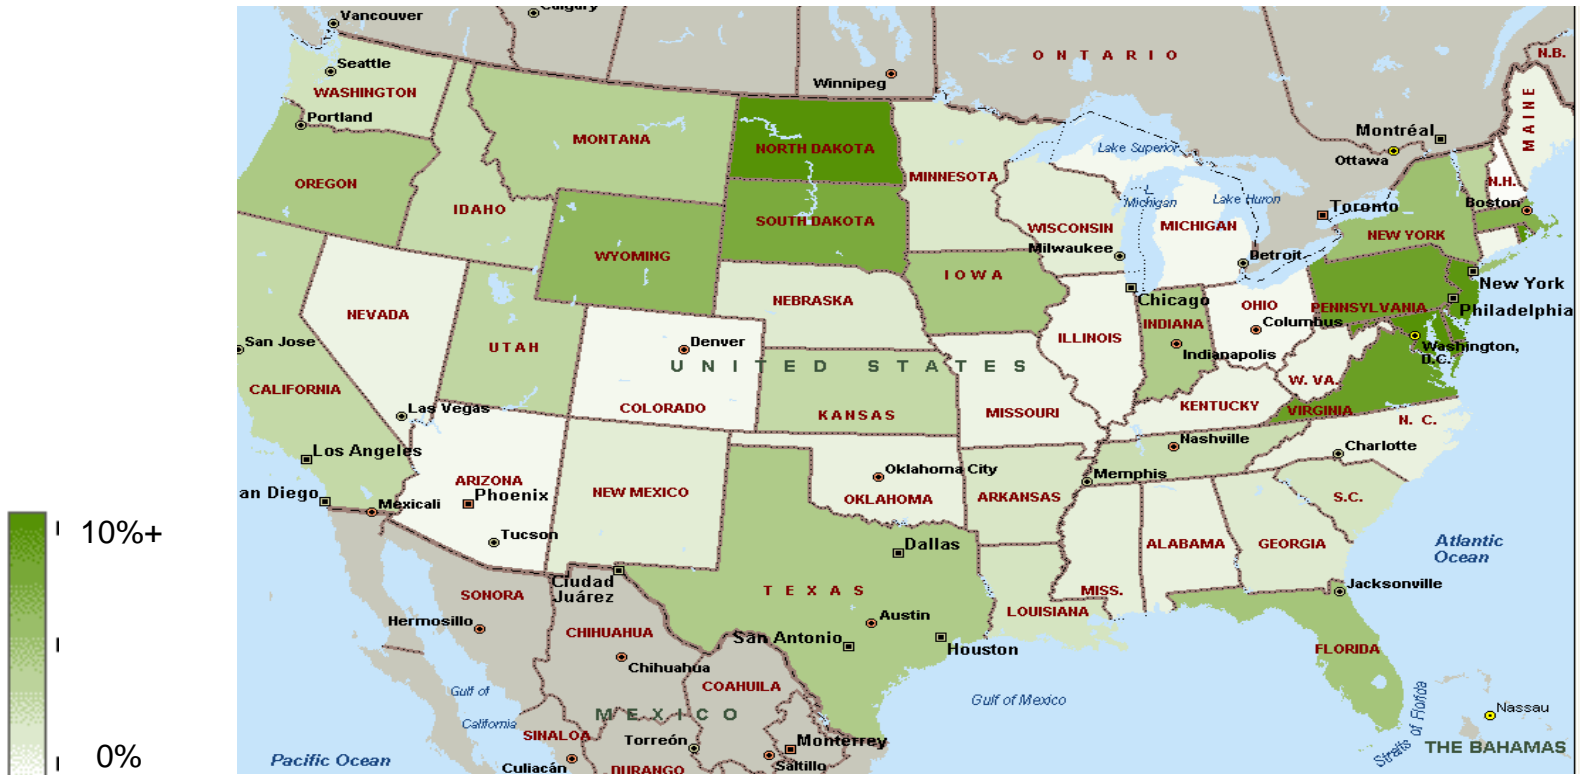 Vancouver
Calgary
ONTARIO
N.B.
Seattle
WASHINGTON
Winnipeg
MAINE
Portland
Montréal
Ottawa
MONTANA
NORTH DAKOTA
Lake Superior
MINNESOTA
OREGON
IDAHO
N.H.
Boston
L
Michigan
Lake Huron
Toronto
SOUTH DAKOTA
WISCONSIN
MICHIGAN
NEW YORK
Milwaukee
WYOMING
Detroit
IOWA
New York
NEBRASKA
Chicago
OHIO
PENNSYLVANIA
Philadelphia
NEVADA
INDIANA
Columbus
San Jose
UTAH
Denver
ILLINOIS
Indianapolis
Washington,
D.C.
UNITED STATES
CALIFORNIA
W. VA.
Las Vegas
COLORADO
KANSAS
MISSOURI
KENTUCKY
VIRGINIA
N. C.
Nashville
Charlotte
Los Angeles
Oklahoma City
Memphis
ARIZONA
Phoenix
NEW MEXICO
OKLAHOMA
ARKANSAS
S.C.
an Diego
Mexicali
10%+
Tucson
Dallas
ALABAMA
GEORGIA
Atlantic
Ocean
Ciudad
Juárez
TEXAS
MISS.
Jacksonville
SONORA
Austin
LOUISIANA
Hermosillo
CHIHUAHUA
San Antonio
Houston
FLORIDA
Chihuahua
COAHUILA
Gulf of
California
Gulf of Mexico
Straits of Florida
Nassau
MEXICO
SINALOA
Torreón
Monterrey
THE BAHAMAS
0%
Pacific Ocean
Culiacán
DURANGO
Saltillo